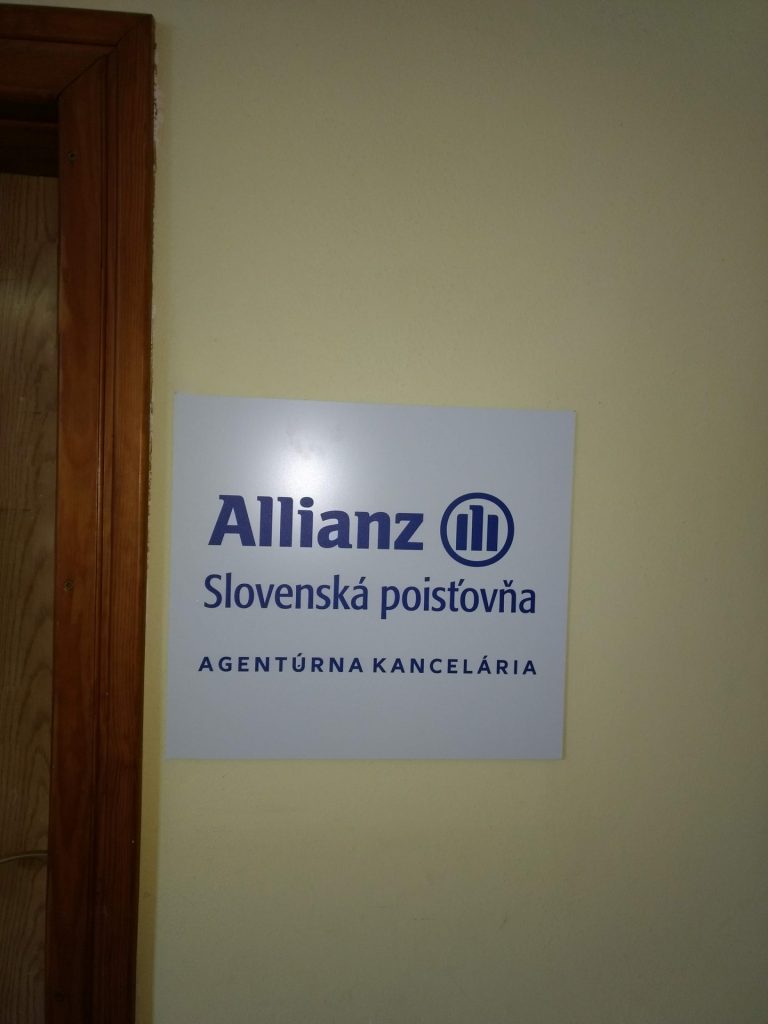 Allianz
Slovenská poisťovňa
AGENTÚRNA KANCELÁRIA